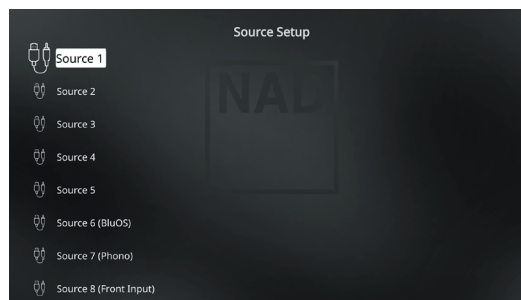 Source Setup
NAD
Source 1
Source 2
Source 3
Source 4
Source 5
Source 6 (BluOS)
Source 7 (Phono)
Source 8 (Front Input)